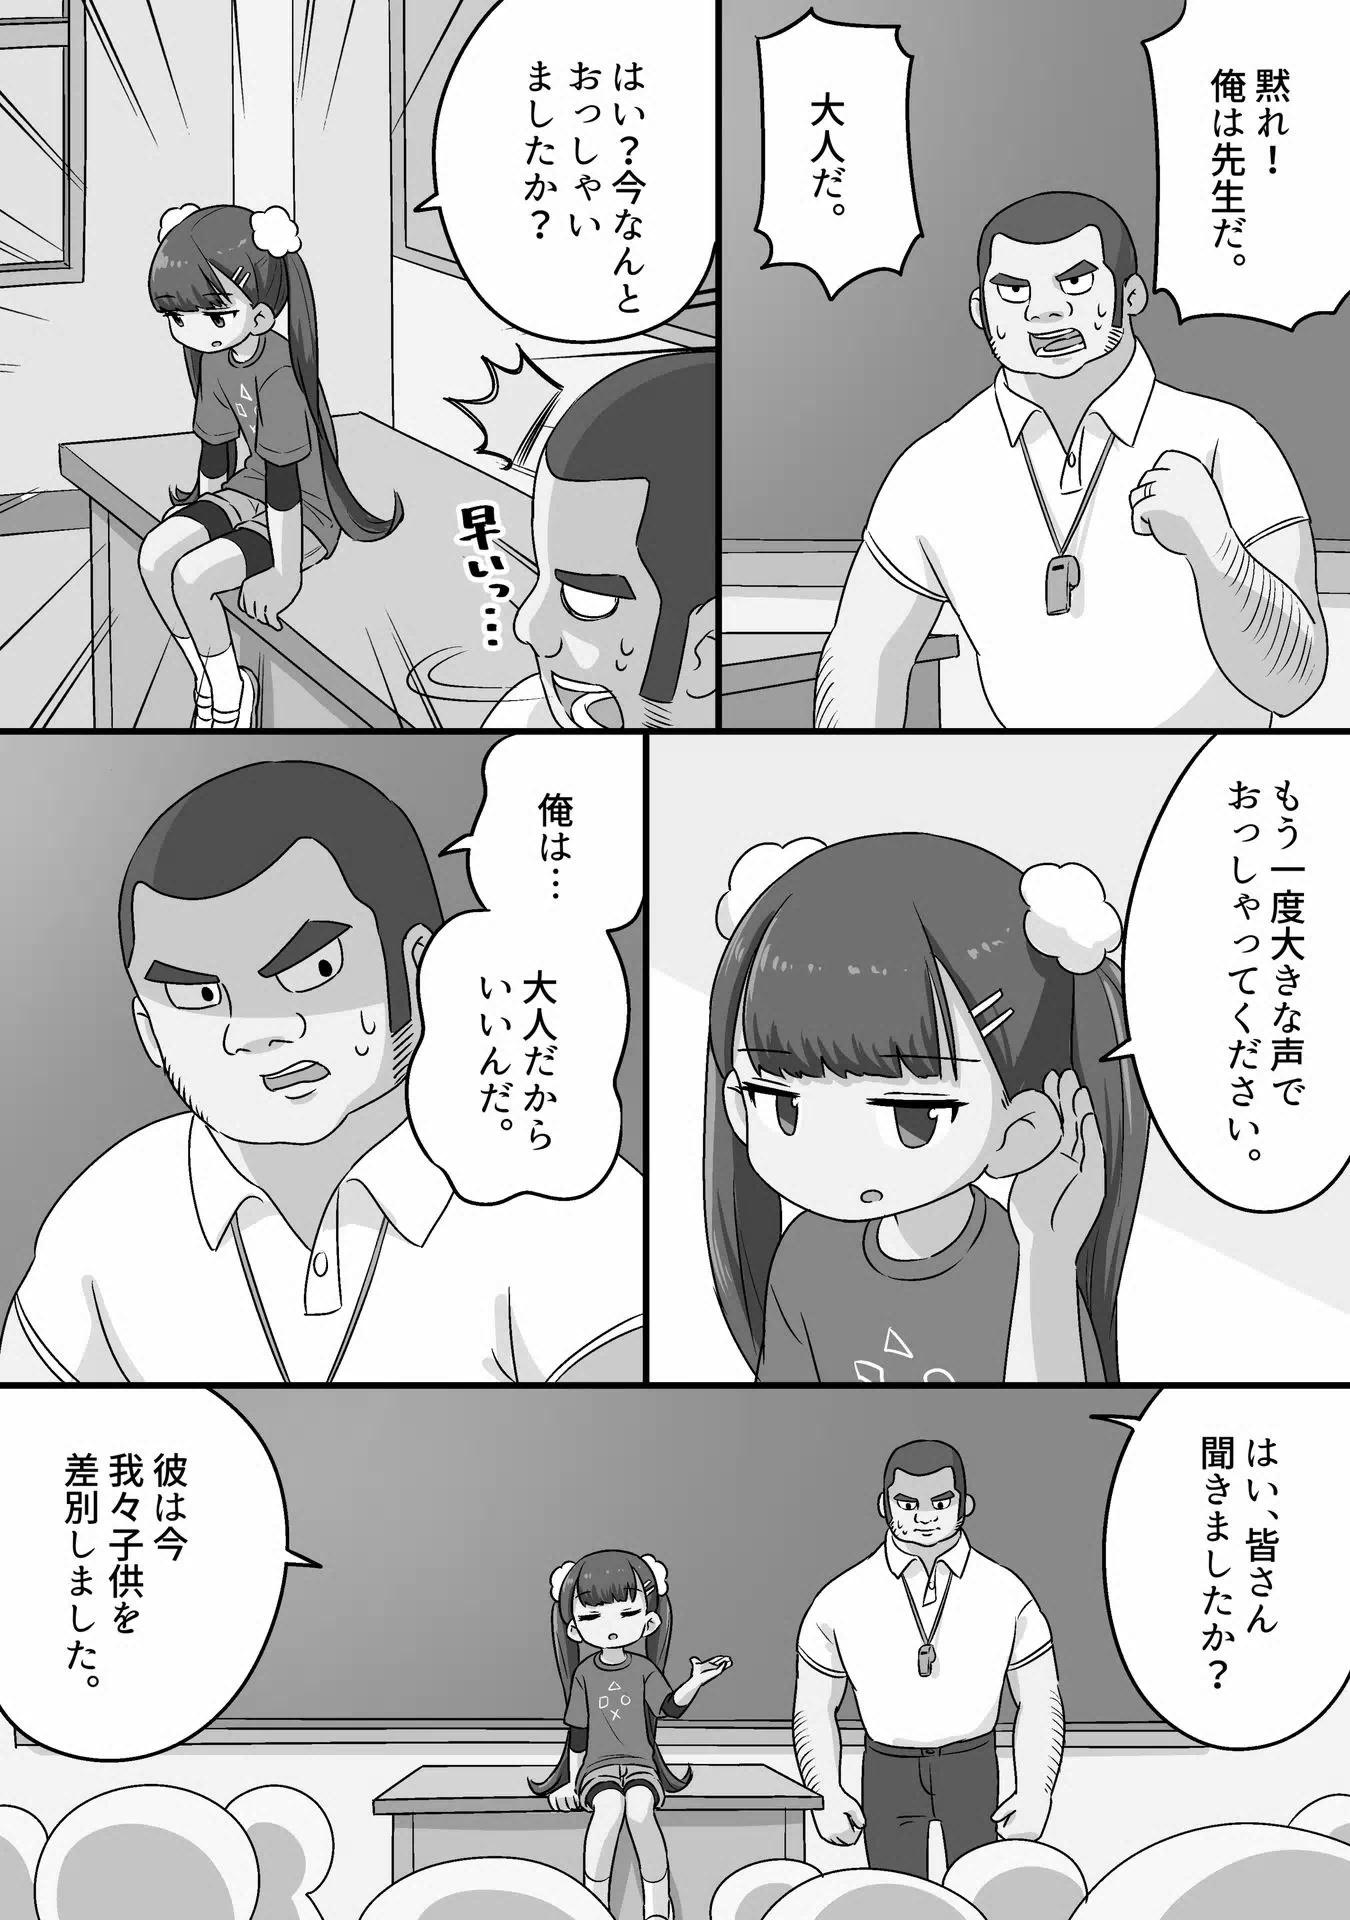 黙れ！
俺は先生だ。
大人だ。
はい？今なんと
おっしゃい
ましたか？
早いっ…
もう一度大きな声で
おっしゃってください。
俺は…
大人だから
いいんだ。
はい、皆さん
聞きましたか？
彼は今
我々子供を
差別しました。